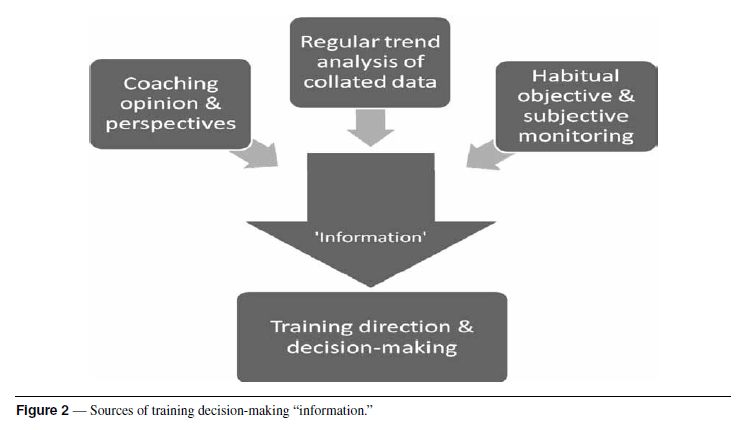 Regular trend
analysis of
collated data
Coaching
opinion &
perspectives
Habitual
objective &
subjective
monitoring
'Information'
Training direction &
decision-making
Figure 2 — Sources of training decision-making “information.”